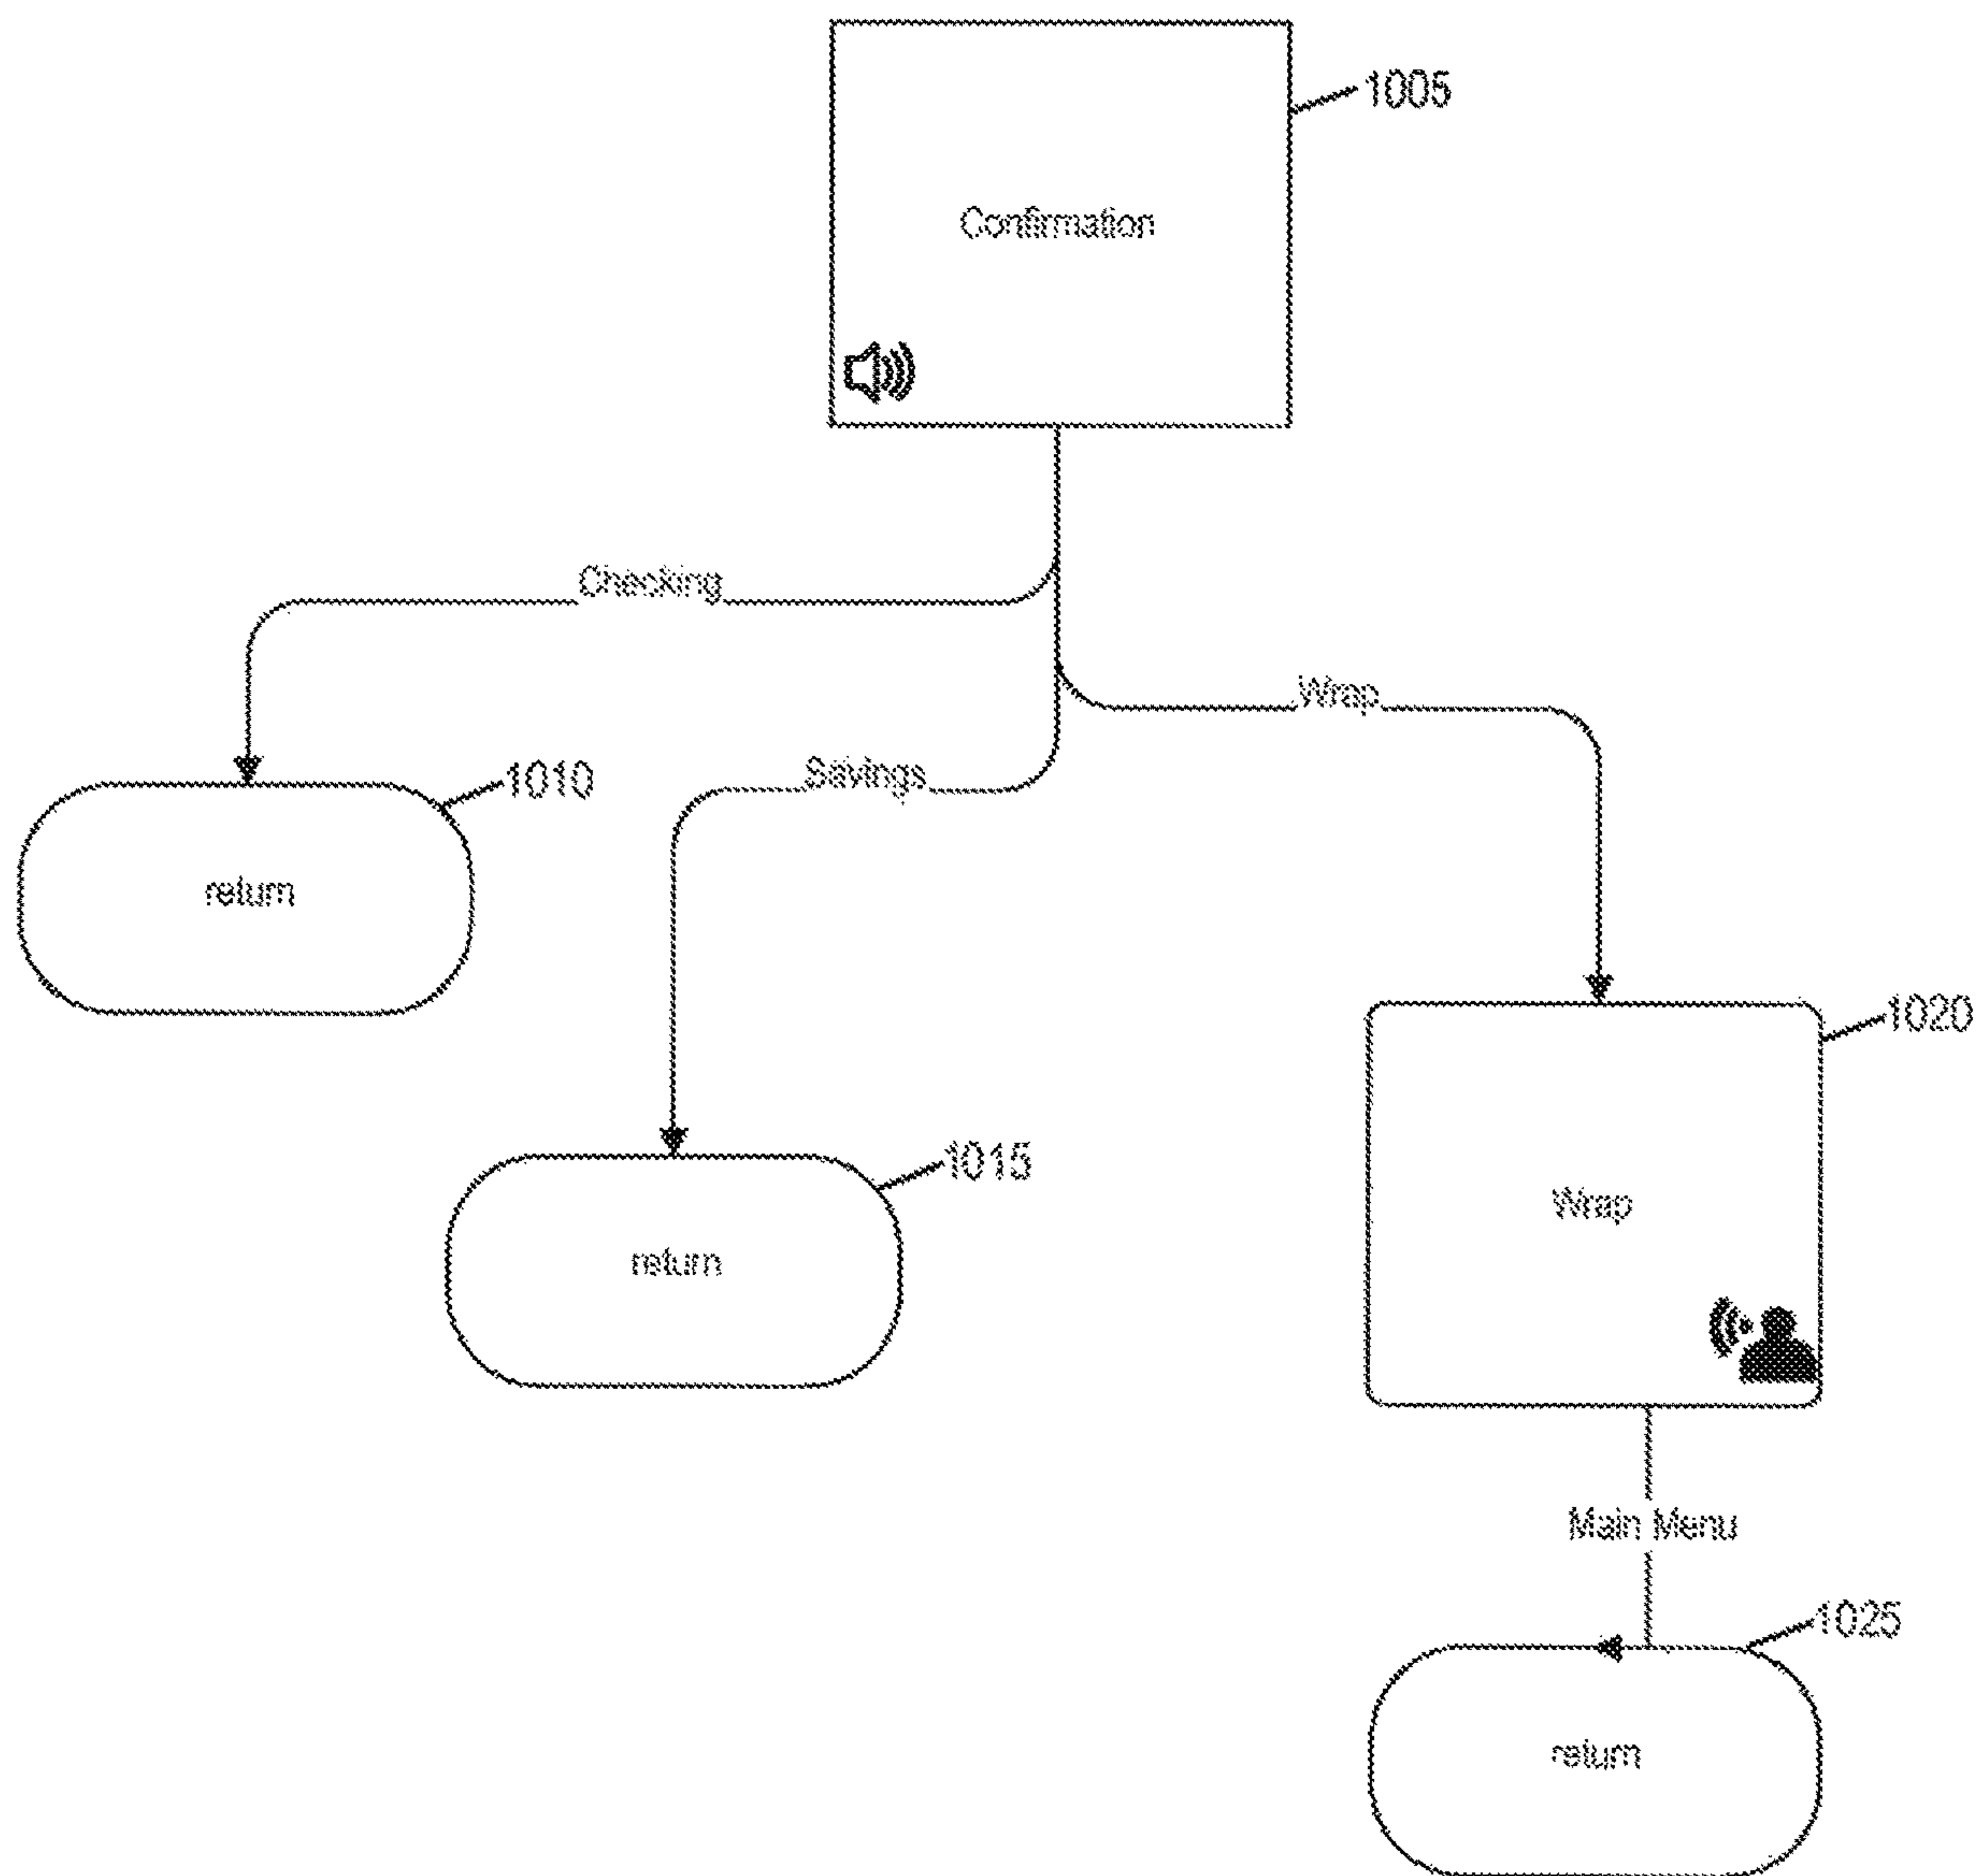 1005
Confirmation
Checking
Wrap
Savings
1010
return
1020
1015
Wrap
return
Main Menu
1025
return